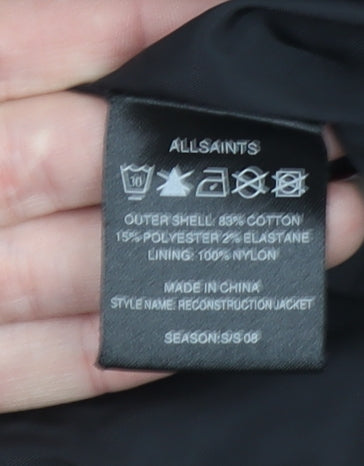 ALLSAINTS
30
OUTER SHELL: 83% COTTON
15% POLYESTER 2% ELASTANE
LINING: 100% NYLON
MADE IN CHINA
STYLE NAME: RECONSTRUCTION JACKET
SEASON:S/S 08